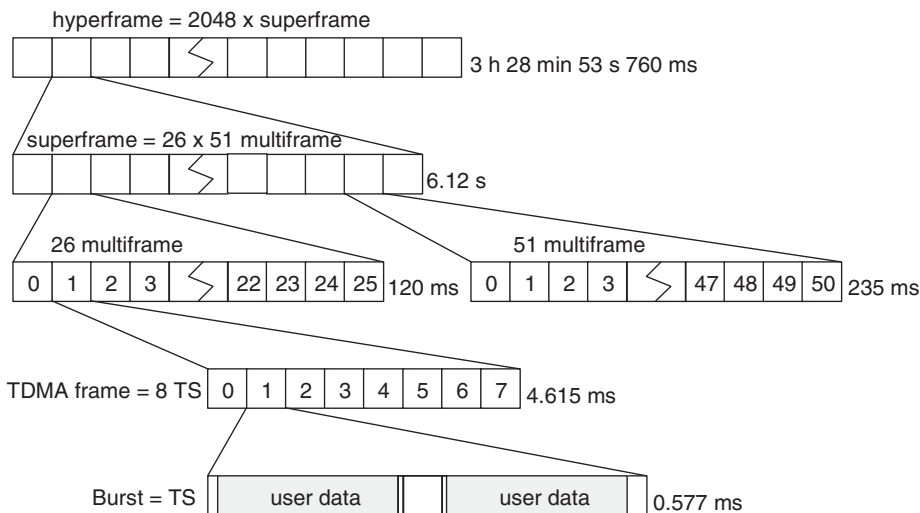 hyperframe = 2048 x superframe
3 h 28 min 53 s 760 ms
superframe = 26 x 51 multiframe
6.12 s
26 multiframe
51 multiframe
0 1 2 3 22 23 24 25 120 ms
0 1 2 3 47 48 49 50 235 ms
TDMA frame = 8 TS 0 1 2 3 4 5 6 7 4.615 ms
Burst = TS user data user data 0.577 ms